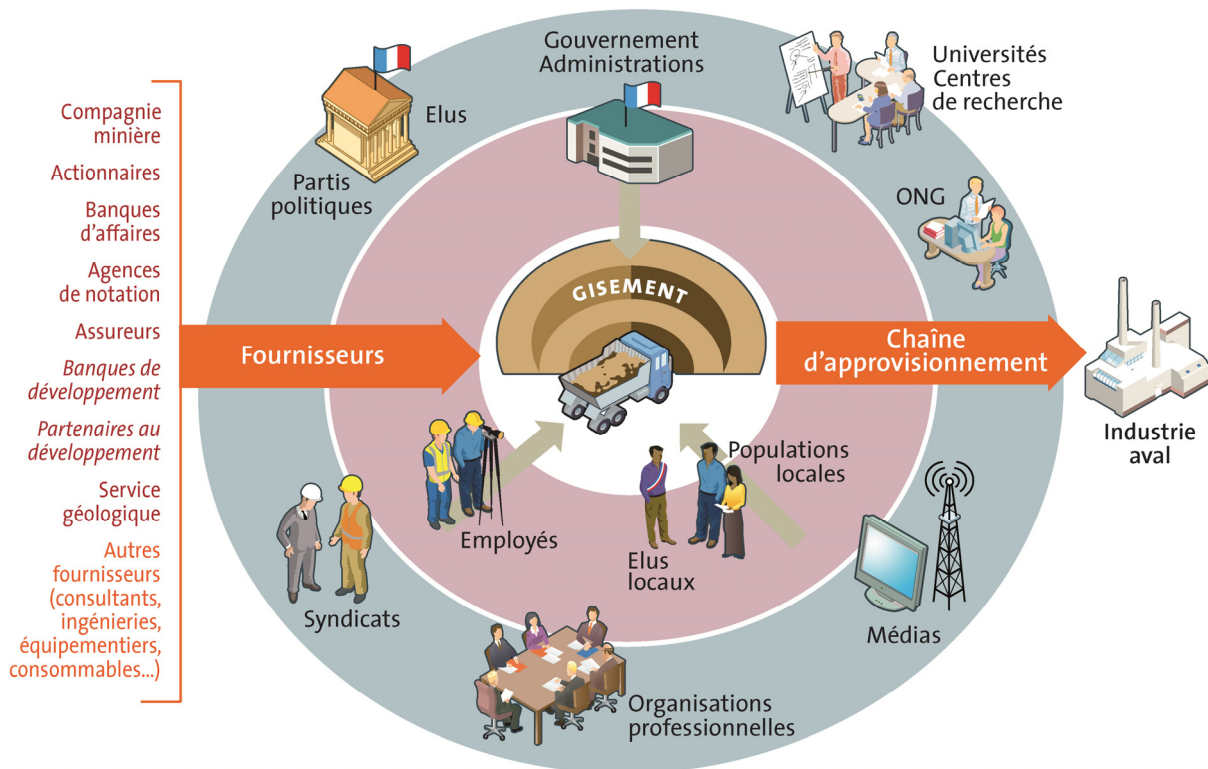 Compagnie
minière
Actionnaires
Banques
d'affaires
Agences
de notation
Assureurs
Banques de
développement
Partenaires au
développement
Service
géologique
Autres
fournisseurs
(consultants,
ingénieries,
équipementiers,
consommables...)
Fournisseurs
Elus
Partis
politiques
Gouvernement
Administrations
Universités
Centres
de recherche
ONG
GISEMENT
Chaîne
d'approvisionnement
Industrie
aval
Populations
locales
Employés
Elus
locaux
Syndicats
Médias
Organisations
professionnelles